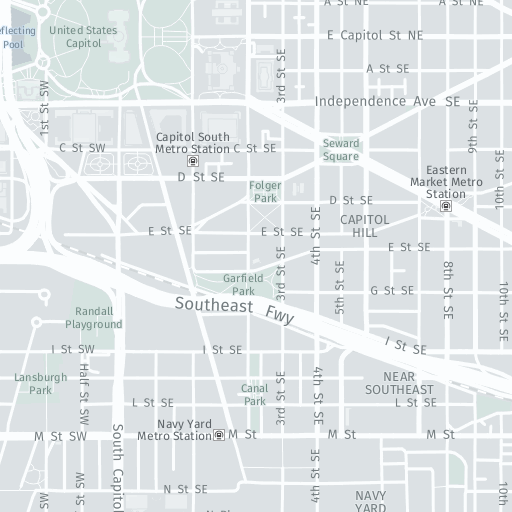 A St NE
A St NE
E Capitol St NE
eflecting
Pool
United States
Capitol
3rd St SE
A St SE
Independence Ave SE
1st St SW
9th St SE
Capitol South
Metro Station
C St SW
C St SE
Seward
Square
Eastern
Market Metro
Station
10th St SE
D St SE
Folger
Park
D St SE
CAPITOL
HILL
4th St SE
E St SE
E St SE
E St SE
Garfield
Park
3rd St SE
5th St SE
G St SE
8th St SE
10th St SE
Southeast Fwy
Randall
Playground
I St SW
I St SE
I St SE
Lansburgh
Park
Half St SW
Canal
Park
3rd St SE
4th St SE
NEAR
SOUTHEAST
L St SE
L St SE
Navy Yard
Metro Station
M St SW
M St
M St
M St
South Capitol
4th St SE
N St SE
NAVY
YARD
10th